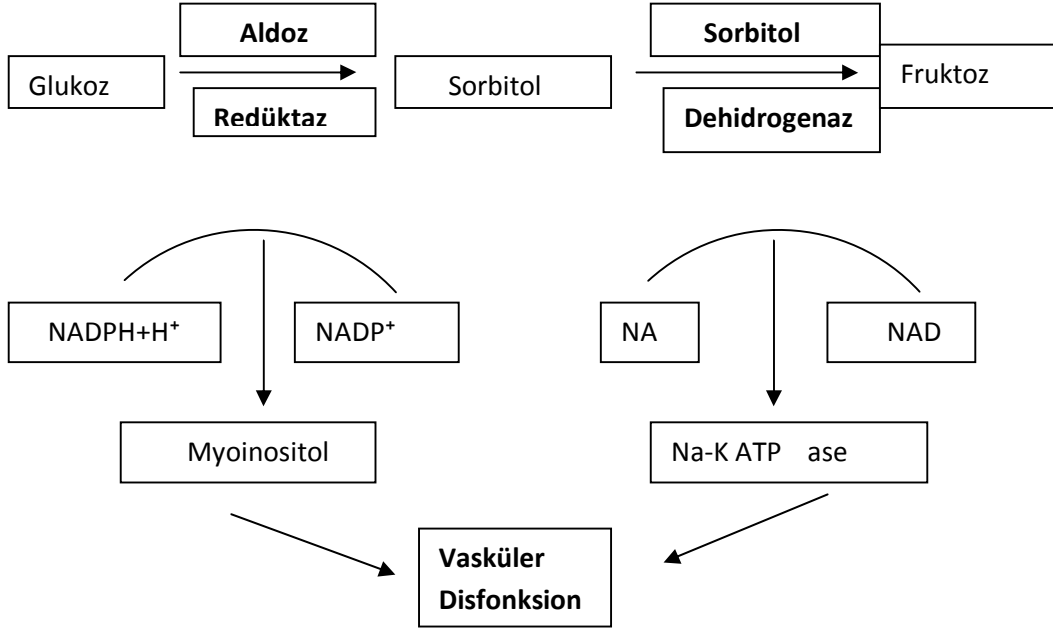 Aldoz
Sorbitol
Glukoz
Sorbitol
Fruktoz
Redüktaz
Dehidrogenaz
NADPH+H⁺
NADP⁺
NA
NAD
Myoinositol
Na-K ATP ase
Vasküler
Disfonksion